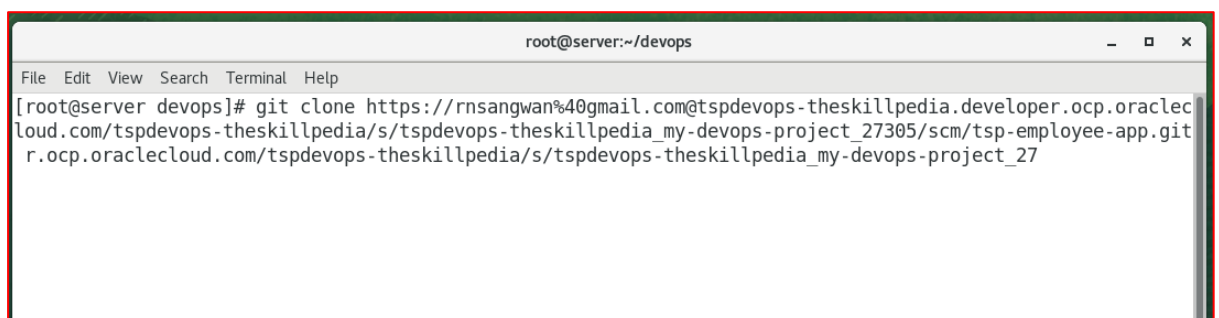 root@server:~/devops
File Edit View Search Terminal Help
[root@server devops]# git clone https://rnsangwan%40gmail.com@tspdevops-theskillpedia.developer.ocp.oraclec
loud.com/tspdevops-theskillpedia/s/tspdevops-theskillpedia_my-devops-project_27305/scm/tsp-employee-app.git
r.ocp.oraclecloud.com/tspdevops-theskillpedia/s/tspdevops-theskillpedia_my-devops-project_27